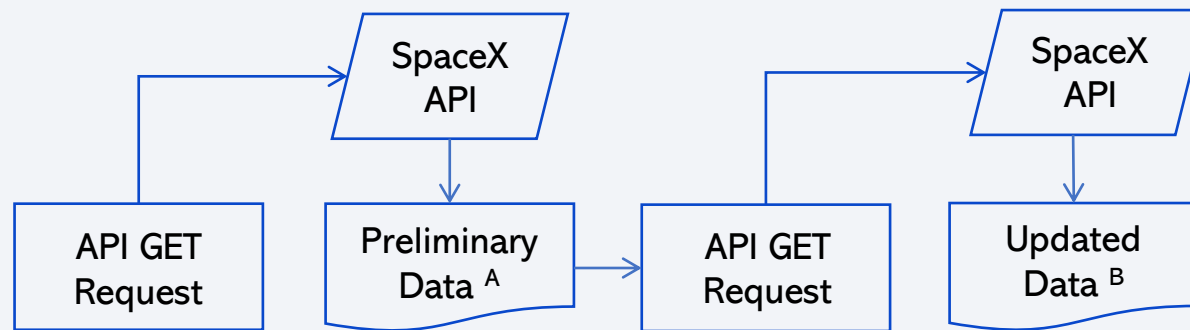 SpaceX
API
SpaceX
API
API GET
Request
Preliminary
Data A
API GET
Request
Updated
Data B